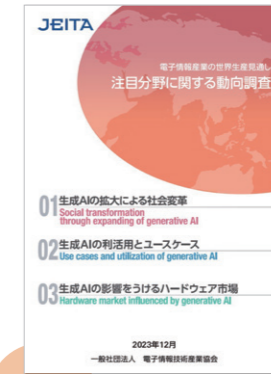 JEITA
電子情報産業の世界生産見通し
注目分野に関する動向調査
01 生成AIの拡大による社会変革
Social transformation
through expanding of generative AI
02 生成AIの利活用とユースケース
Use cases and utilization of generative AI
03 生成AIの影響をうけるハードウェア市場
Hardware market influenced by generative AI
2023年12月
一般社団法人 電子情報技術産業協会